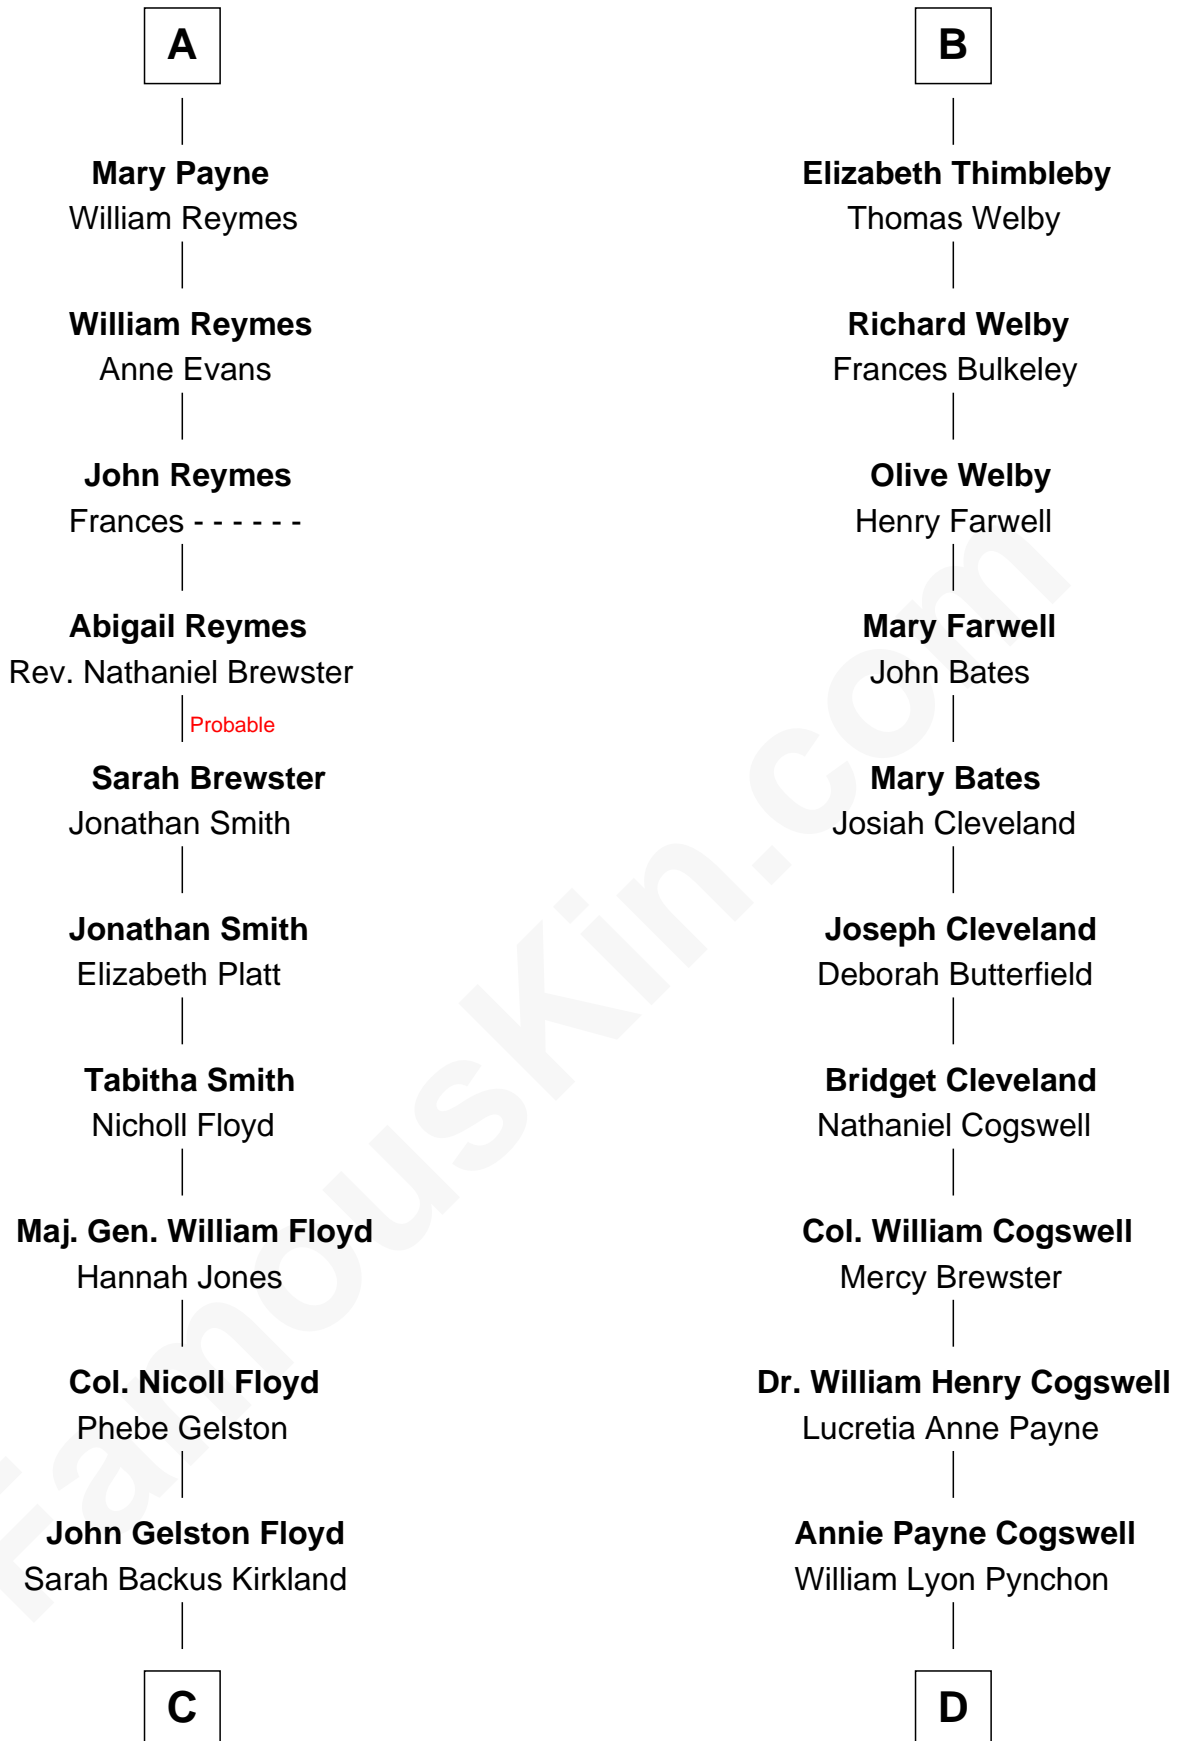 A
Mary Payne
William Reymes
William Reymes
Anne Evans
John Reymes
Frances - - - - - -
Abigail Reymes
Rev. Nathaniel Brewster
Probable
Sarah Brewster
Jonathan Smith
Jonathan Smith
Elizabeth Platt
Tabitha Smith
Nicholl Floyd
Maj. Gen. William Floyd
Hannah Jones
Col. Nicoll Floyd
Phebe Gelston
John Gelston Floyd
Sarah Backus Kirkland
C
B
Elizabeth Thimbleby
Thomas Welby
Richard Welby
Frances Bulkeley
Olive Welby
Henry Farwell
Mary Farwell
John Bates
Mary Bates
Josiah Cleveland
Joseph Cleveland
Deborah Butterfield
Bridget Cleveland
Nathaniel Cogswell
Col. William Cogswell
Mercy Brewster
Dr. William Henry Cogswell
Lucretia Anne Payne
Annie Payne Cogswell
William Lyon Pynchon
D
FamousKin.com